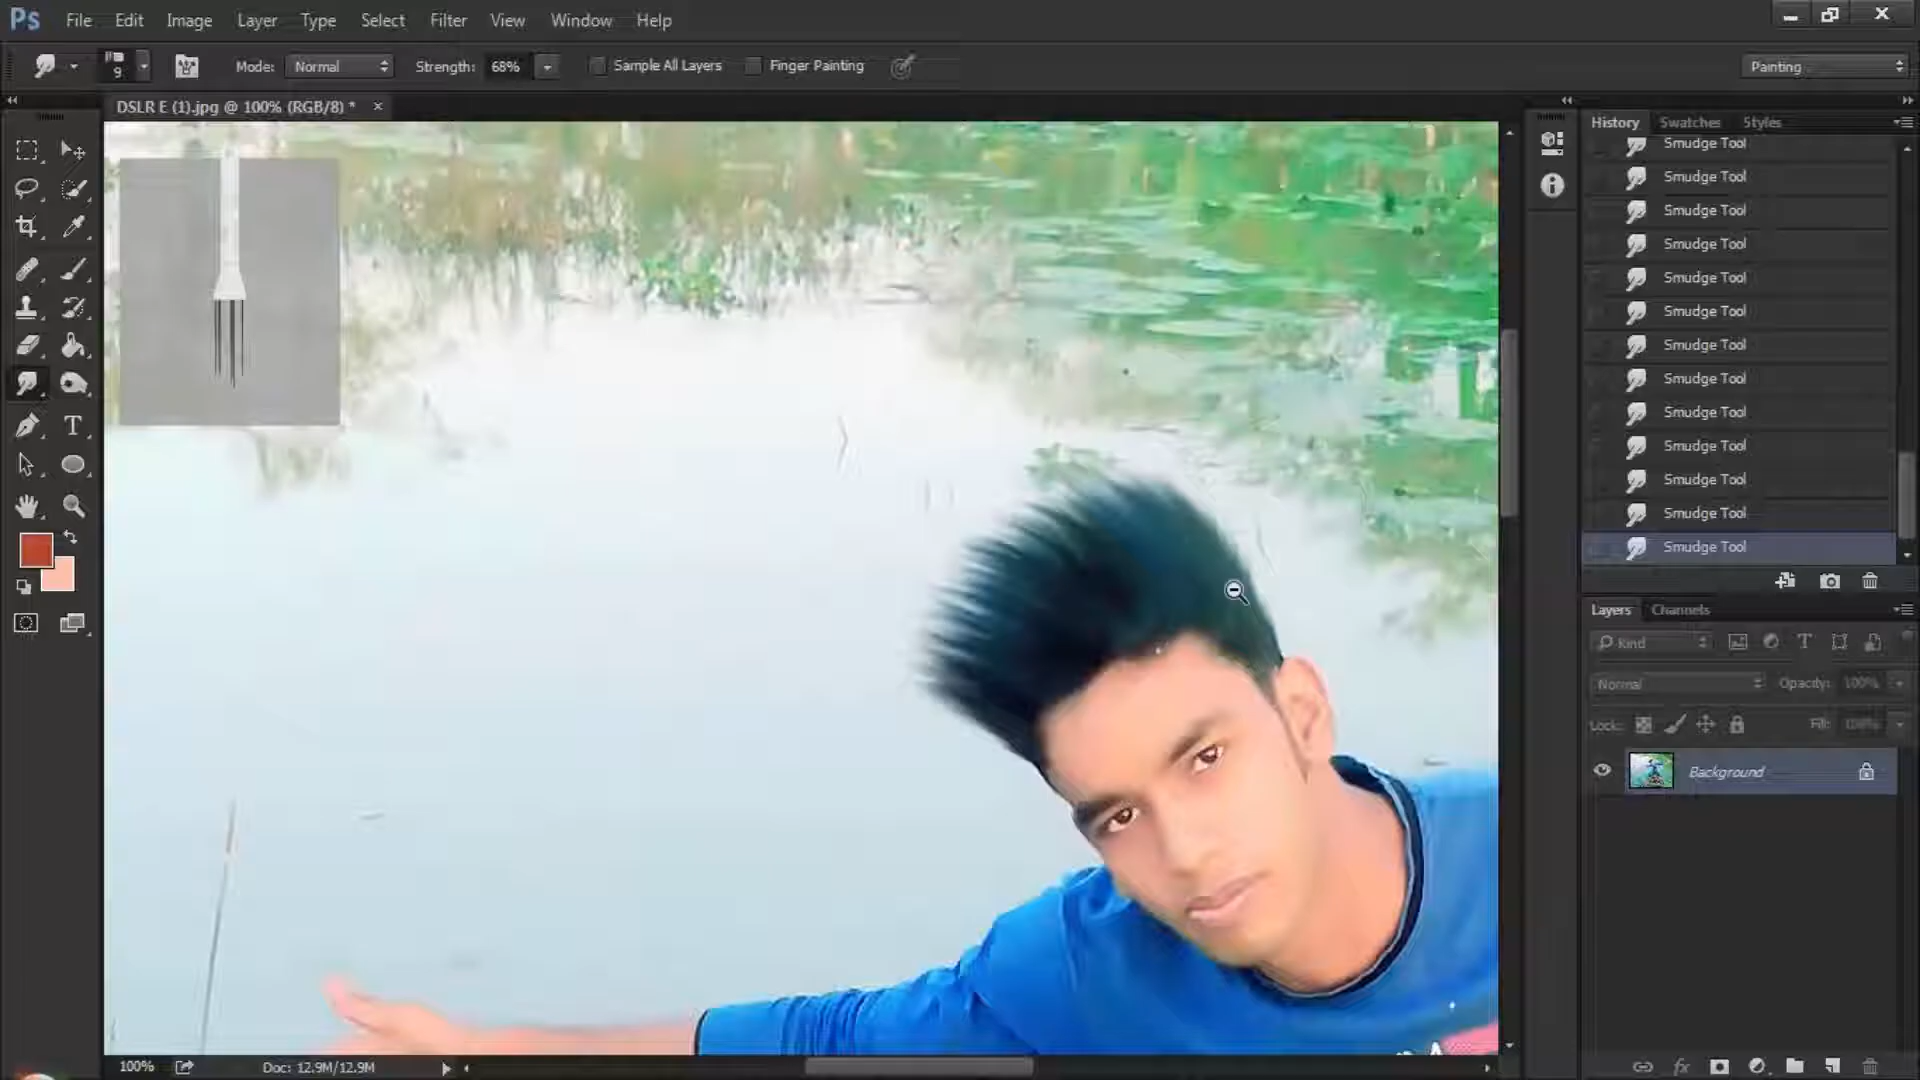 Ps File Edit Image Layer Type Select Filter View Window Help
9 Mode: Normal Strength: 68% Sample All Layers Finger Painting Painting
DSLR E (1).jpg @ 100% (RGB/8) * ×
History Swatches Styles
Smudge Tool
Smudge Tool
Smudge Tool
Smudge Tool
Smudge Tool
Smudge Tool
Smudge Tool
Smudge Tool
Smudge Tool
Smudge Tool
Smudge Tool
Smudge Tool
Smudge Tool
Layers Channels
Kind
Normal Opacity: 100%
Lock: Fill: 100%
Background
100% Doc: 12.9M/12.9M